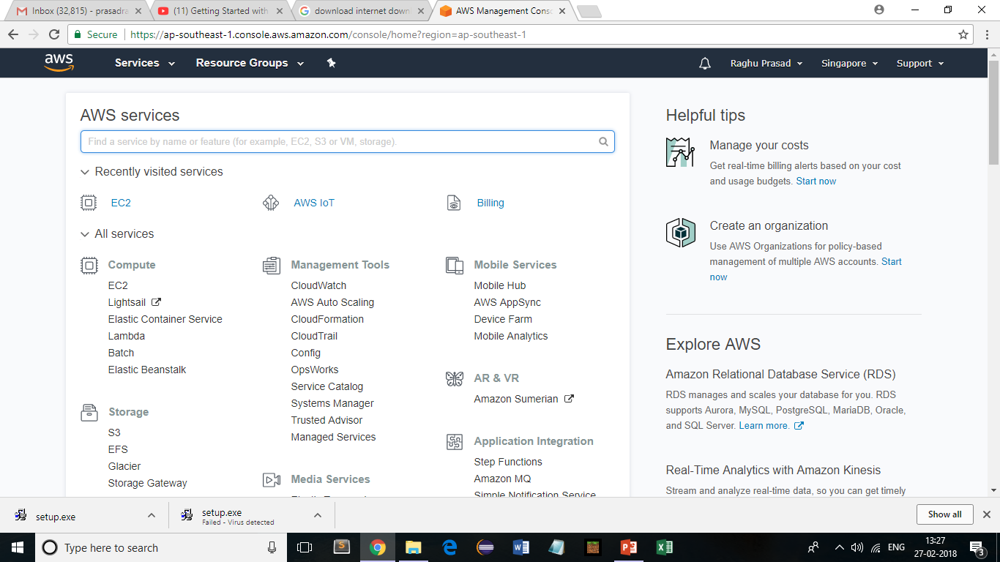 Inbox (32,815) - prasadra
(11) Getting Started with
download internet down
AWS Management Conso
Secure
https://ap-southeast-1.console.aws.amazon.com/console/home?region=ap-southeast-1
aws
Services
Resource Groups
Raghu Prasad
Singapore
Support
AWS services
Find a service by name or feature (for example, EC2, S3 or VM, storage).
Recently visited services
EC2
AWS IoT
Billing
All services
Compute
EC2
Lightsail
Elastic Container Service
Lambda
Batch
Elastic Beanstalk
Storage
S3
EFS
Glacier
Storage Gateway
Management Tools
CloudWatch
AWS Auto Scaling
CloudFormation
CloudTrail
Config
OpsWorks
Service Catalog
Systems Manager
Trusted Advisor
Managed Services
Media Services
Mobile Services
Mobile Hub
AWS AppSync
Device Farm
Mobile Analytics
AR & VR
Amazon Sumerian
Application Integration
Step Functions
Amazon MQ
Simple Notification Service
Helpful tips
Manage your costs
Get real-time billing alerts based on your cost
and usage budgets. Start now
Create an organization
Use AWS Organizations for policy-based
management of multiple AWS accounts. Start
now
Explore AWS
Amazon Relational Database Service (RDS)
RDS manages and scales your database for you. RDS
supports Aurora, MySQL, PostgreSQL, MariaDB, Oracle,
and SQL Server. Learn more.
Real-Time Analytics with Amazon Kinesis
Stream and analyze real-time data, so you can get timely
setup.exe
setup.exe
Failed - Virus detected
Show all
Type here to search
ENG
13:27
27-02-2018
3